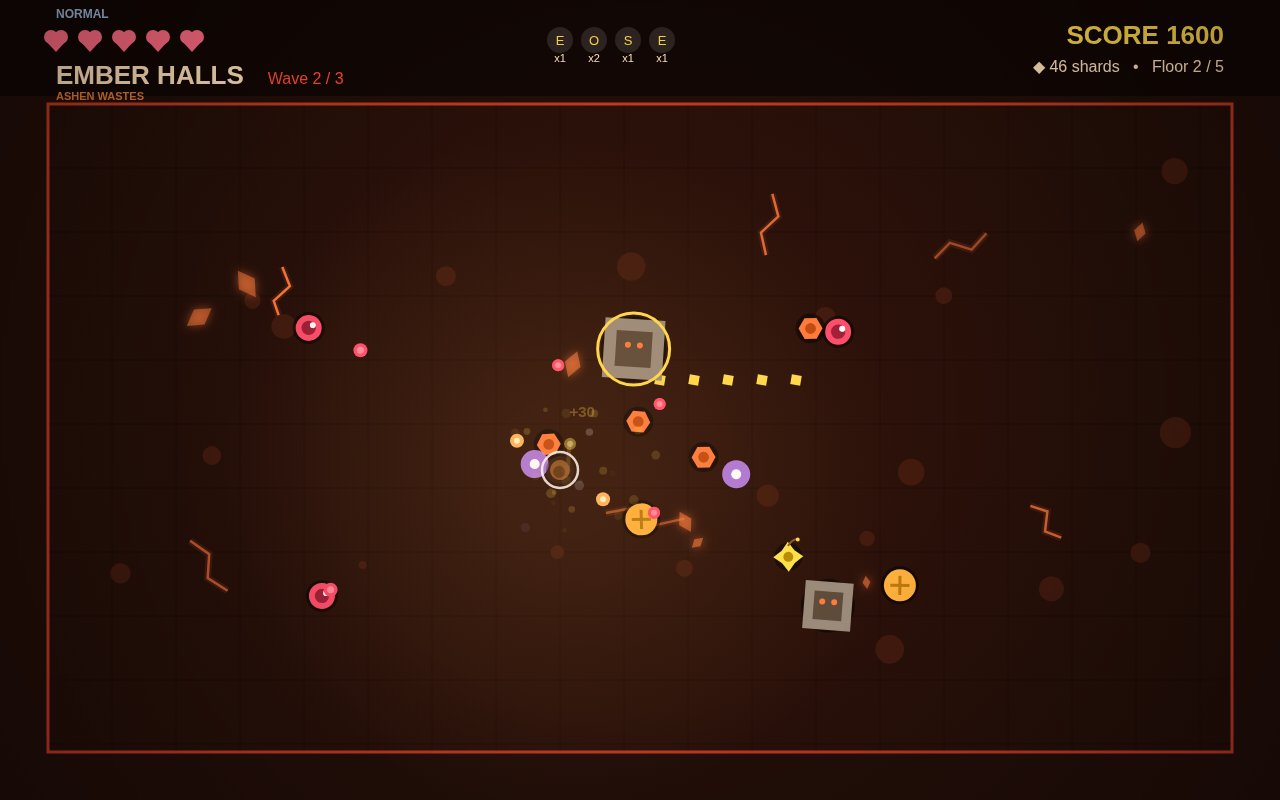 NORMAL
EMBER HALLS Wave 2 / 3
ASHEN WASTES
E O S E
x1 x2 x1 x1
SCORE 1600
◆ 46 shards • Floor 2 / 5
+30